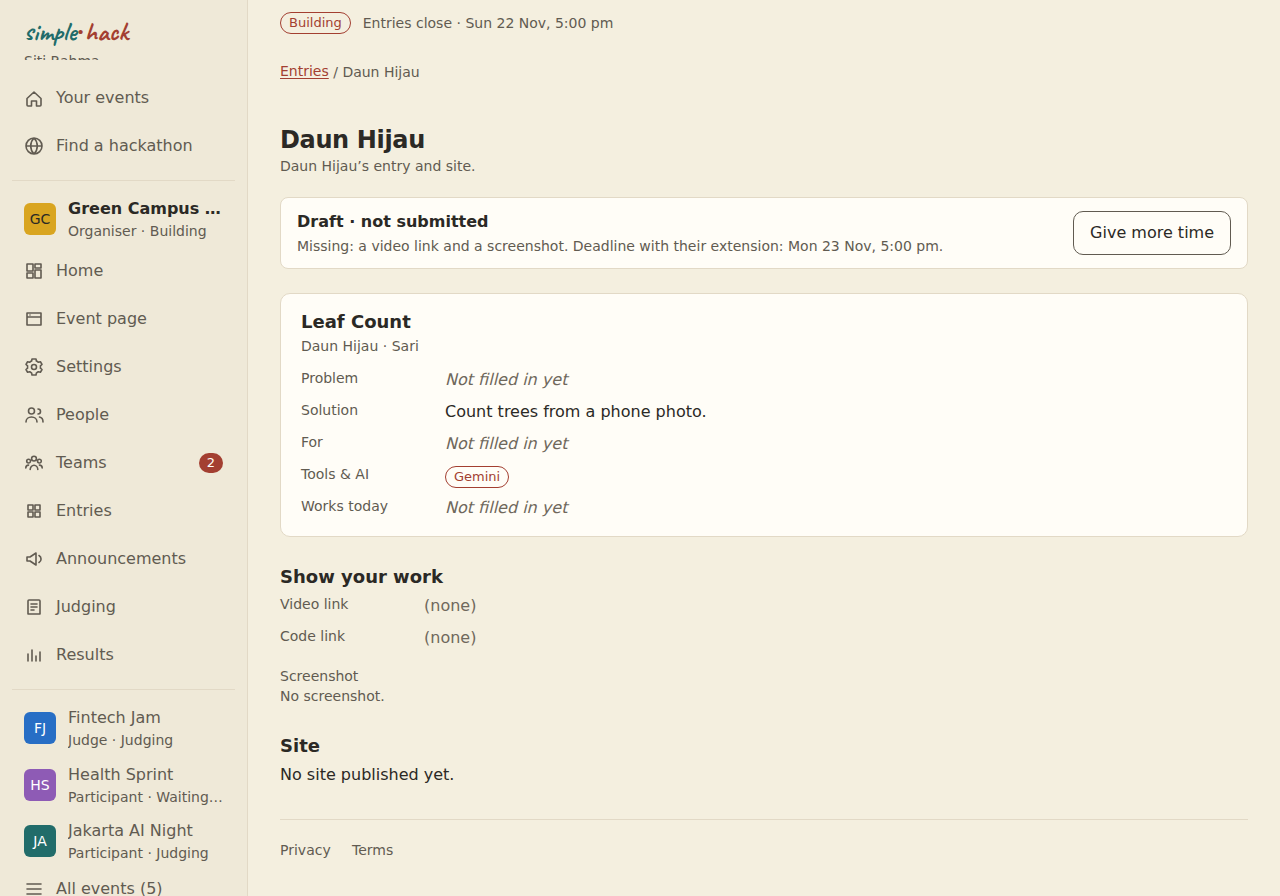 simple·hack
Siti Rahma
Your events
Find a hackathon
GC
Green Campus ...
Organiser · Building
Home
Event page
Settings
People
Teams
2
Entries
Announcements
Judging
Results
FJ
Fintech Jam
Judge · Judging
HS
Health Sprint
Participant · Waiting...
JA
Jakarta AI Night
Participant · Judging
All events (5)
Building
Entries close · Sun 22 Nov, 5:00 pm
Entries / Daun Hijau
Daun Hijau
Daun Hijau’s entry and site.
Draft · not submitted
Missing: a video link and a screenshot. Deadline with their extension: Mon 23 Nov, 5:00 pm.
Give more time
Leaf Count
Daun Hijau · Sari
Problem
Not filled in yet
Solution
Count trees from a phone photo.
For
Not filled in yet
Tools & AI
Gemini
Works today
Not filled in yet
Show your work
Video link
(none)
Code link
(none)
Screenshot
No screenshot.
Site
No site published yet.
Privacy
Terms